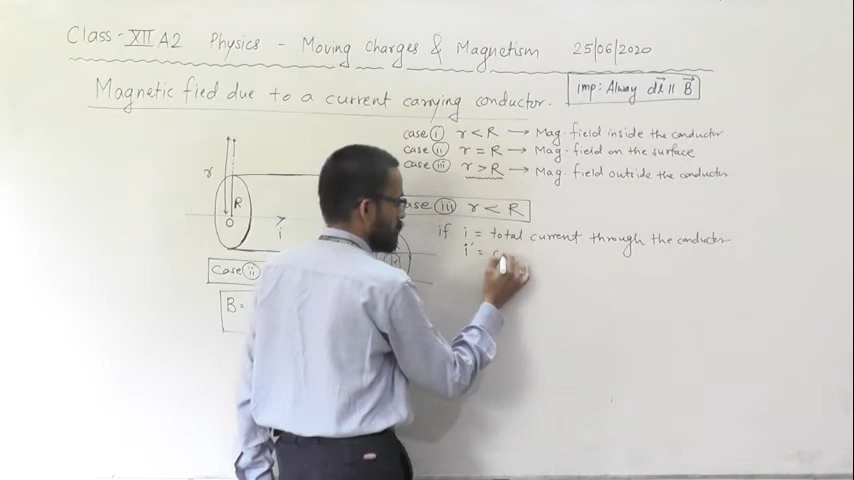 Class-XII A2 Physics - Moving Charges & Magnetism 25/06/2020
Magnetic fied due to a current carrying conductor.
imp: Alway dl || B
case (i) r < R → Mag. field inside the conductor
case (ii) r = R → Mag. field on the surface
case (iii) r > R → Mag. field outside the conductor
r
R
O
i
ase (iii) r < R
if i = total current through the conductor
i' = c
case (ii)
B =